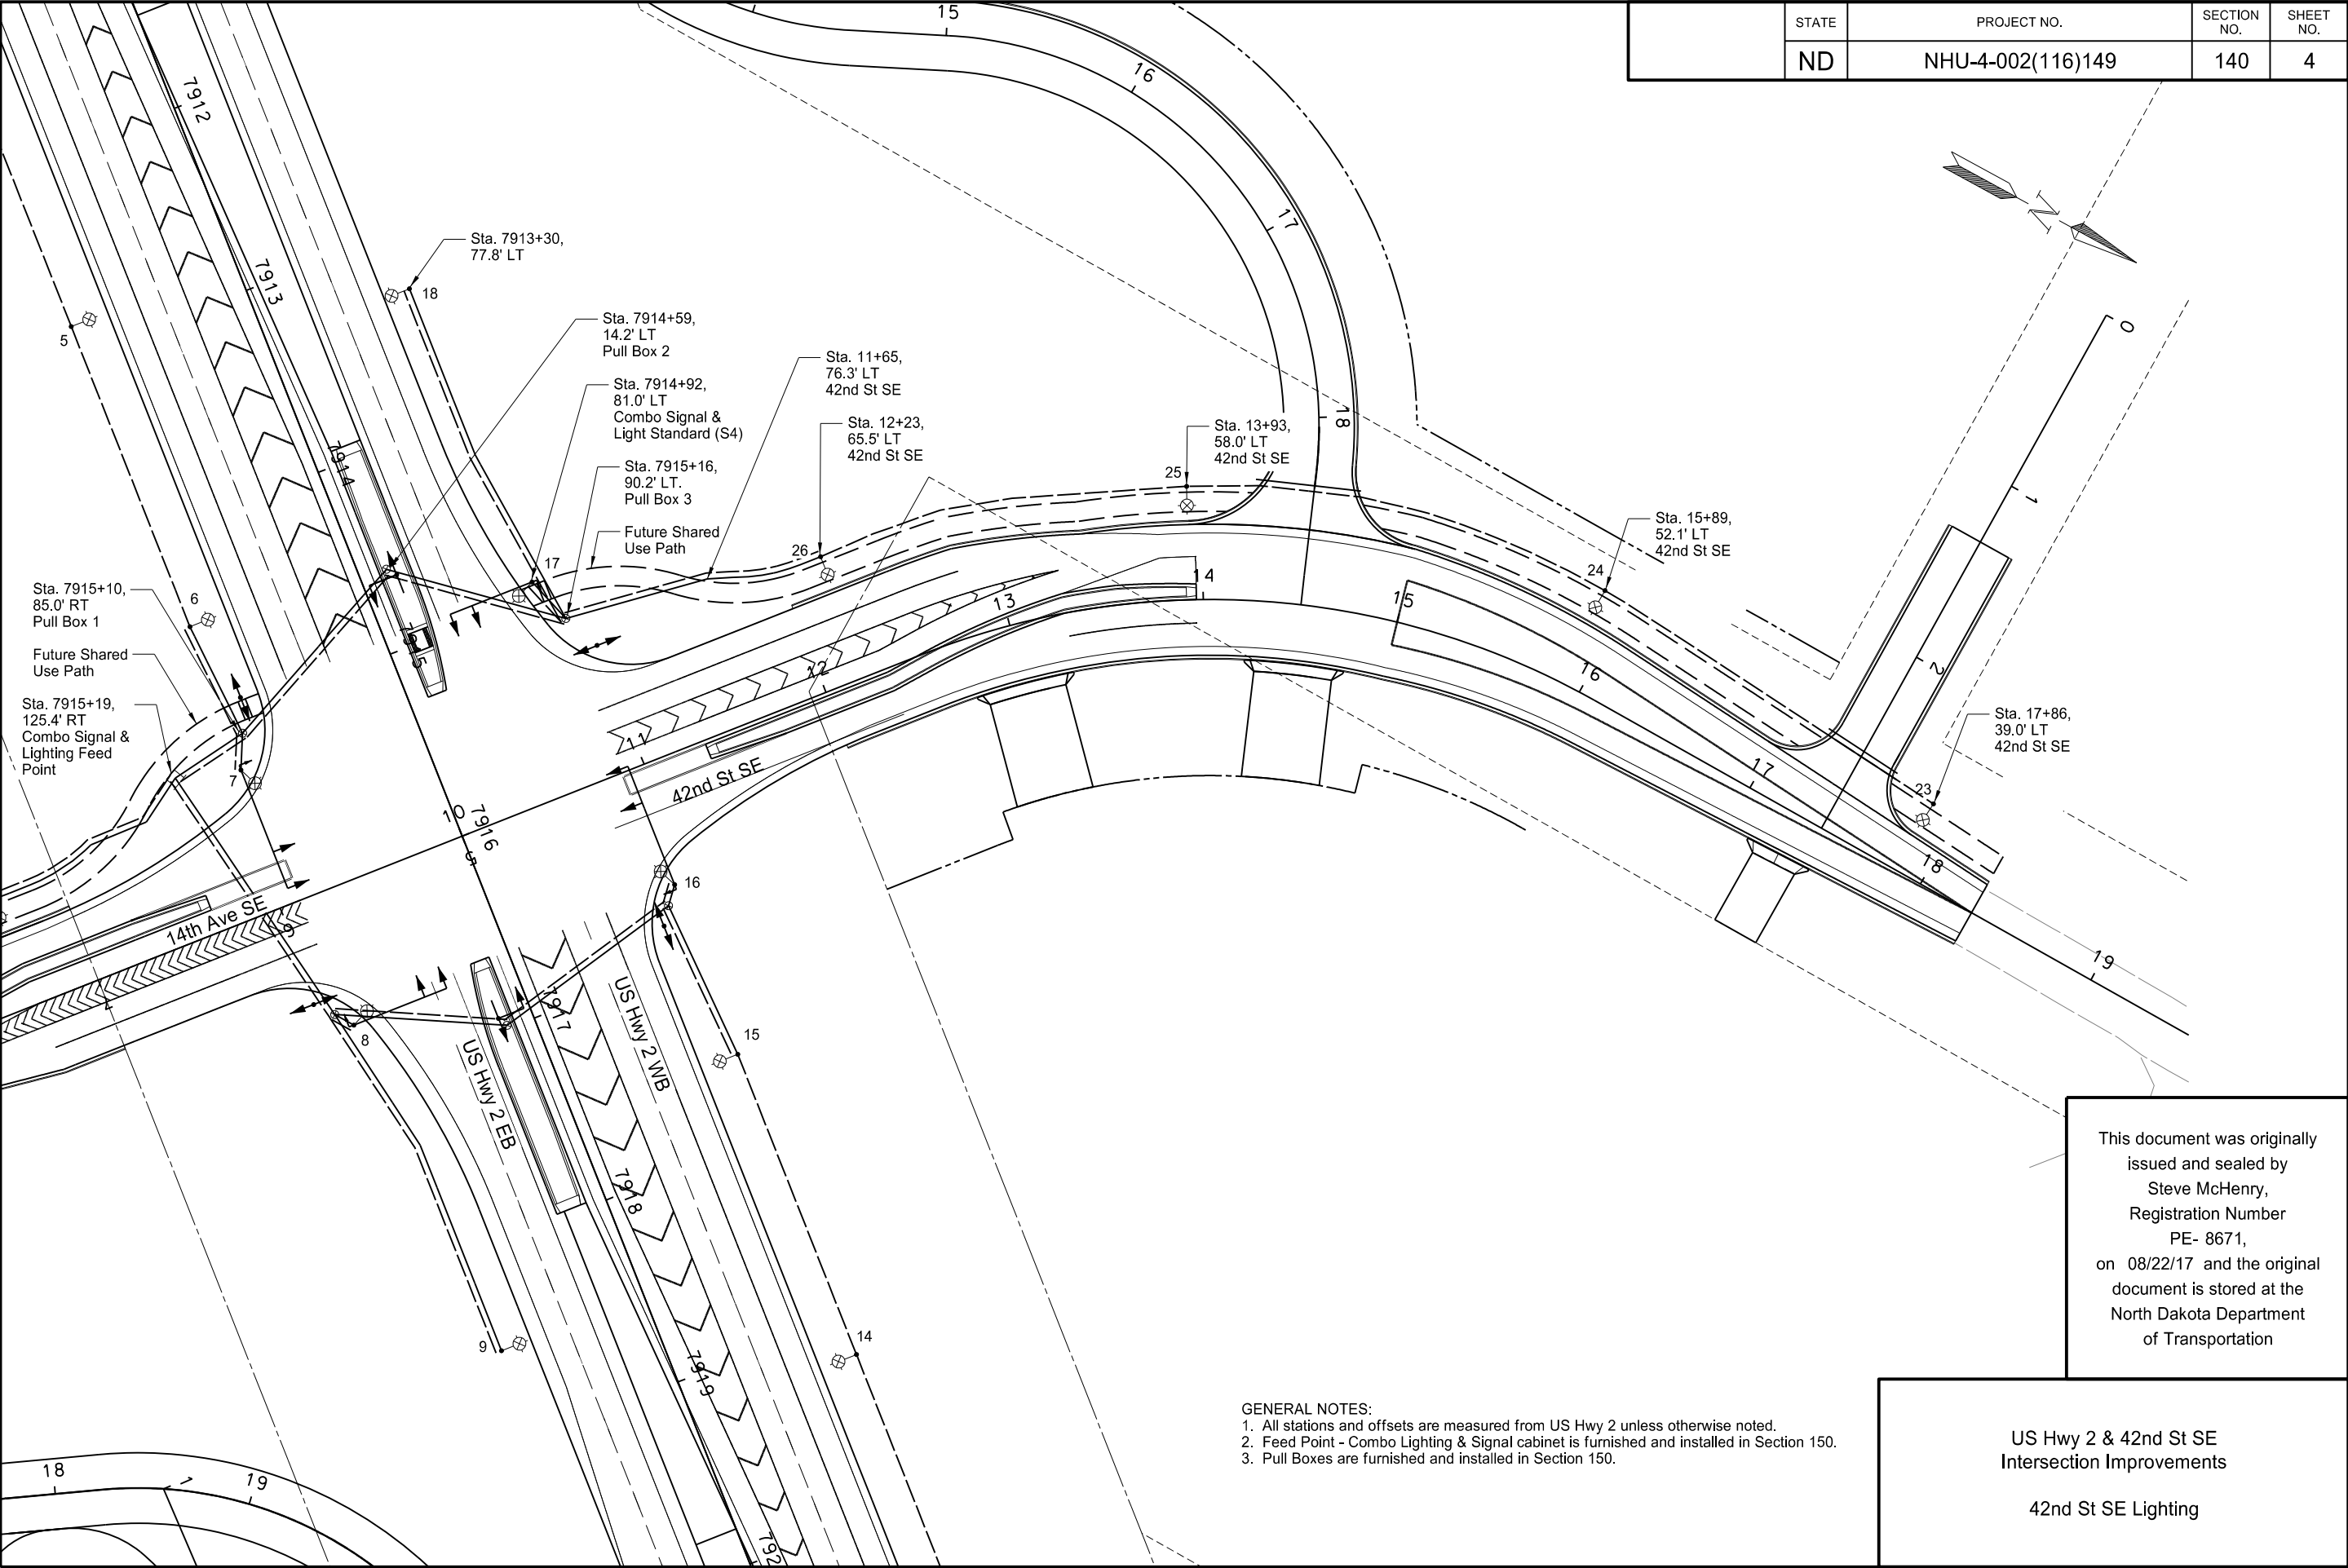 STATE
PROJECT NO.
SECTION
NO.
SHEET
NO.
ND
NHU-4-002(116)149
140
4
15
16
17
18
7912
7913
7914
7915
N
Sta. 7913+30,
77.8' LT
18
5
Sta. 7914+59,
14.2' LT
Pull Box 2
Sta. 7914+92,
81.0' LT
Combo Signal &
Light Standard (S4)
Sta. 7915+16,
90.2' LT.
Pull Box 3
Future Shared
Use Path
Sta. 11+65,
76.3' LT
42nd St SE
Sta. 12+23,
65.5' LT
42nd St SE
Sta. 13+93,
58.0' LT
42nd St SE
25
26
17
Sta. 15+89,
52.1' LT
42nd St SE
24
0
1
2
Sta. 17+86,
39.0' LT
42nd St SE
23
Sta. 7915+10,
85.0' RT
Pull Box 1
6
Future Shared
Use Path
Sta. 7915+19,
125.4' RT
Combo Signal &
Lighting Feed
Point
7
10
7916
5
11
12
13
14
15
16
17
18
19
42nd St SE
14th Ave SE
9
4
8
16
15
14
9
US Hwy 2 EB
US Hwy 2 WB
7917
7918
7919
792
18
1
19
GENERAL NOTES:
1. All stations and offsets are measured from US Hwy 2 unless otherwise noted.
2. Feed Point - Combo Lighting & Signal cabinet is furnished and installed in Section 150.
3. Pull Boxes are furnished and installed in Section 150.
This document was originally
issued and sealed by
Steve McHenry,
Registration Number
PE- 8671,
on 08/22/17 and the original
document is stored at the
North Dakota Department
of Transportation
US Hwy 2 & 42nd St SE
Intersection Improvements
42nd St SE Lighting